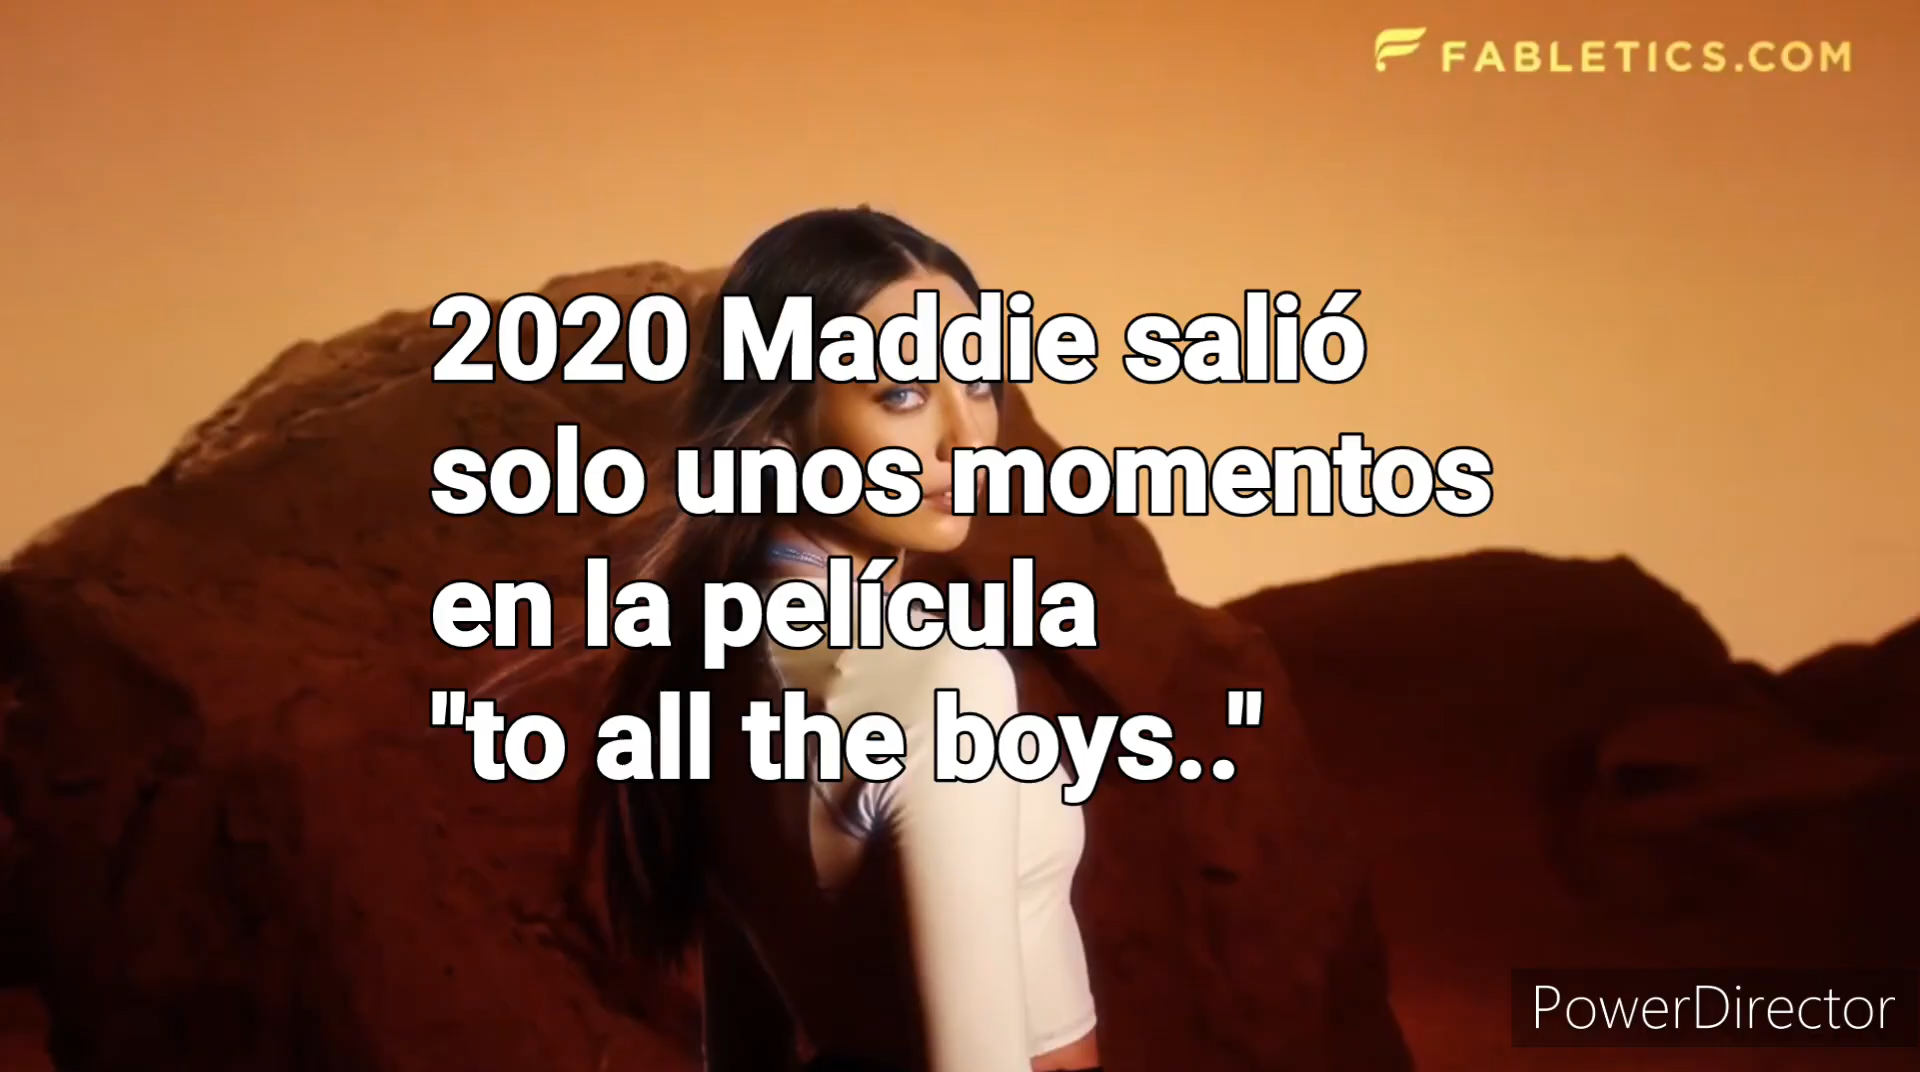 FABLETICS.COM
2020 Maddie salió
solo unos momentos
en la película
"to all the boys.."
PowerDirector